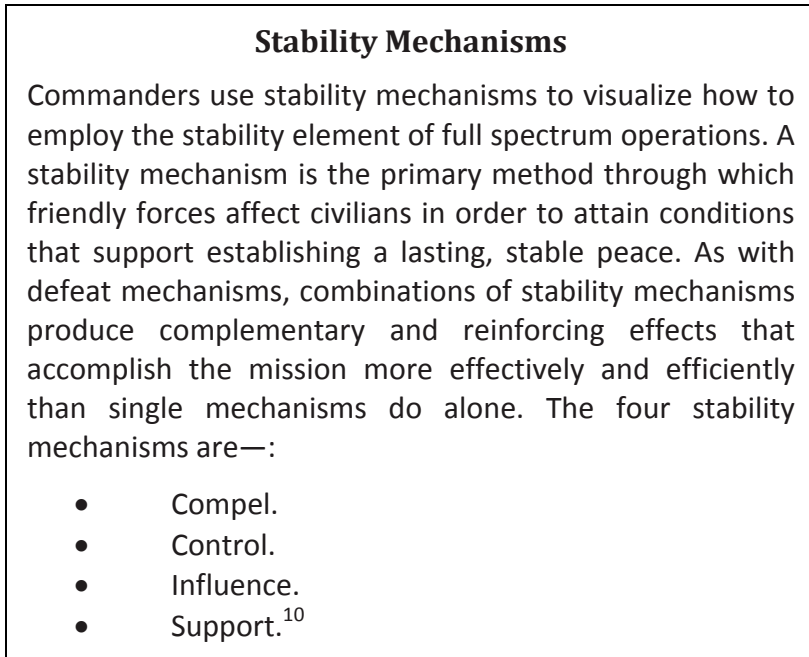 Stability Mechanisms
Commanders use stability mechanisms to visualize how to
employ the stability element of full spectrum operations. A
stability mechanism is the primary method through which
friendly forces affect civilians in order to attain conditions
that support establishing a lasting, stable peace. As with
defeat mechanisms, combinations of stability mechanisms
produce complementary and reinforcing effects that
accomplish the mission more effectively and efficiently
than single mechanisms do alone. The four stability
mechanisms are—:
• Compel.
• Control.
• Influence.
• Support.10